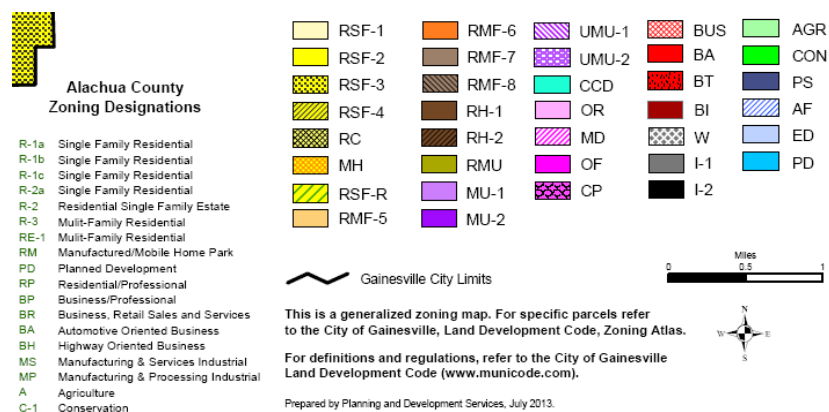 Alachua County
Zoning Designations
R-1a Single Family Residential
R-1b Single Family Residential
R-1c Single Family Residential
R-2a Single Family Residential
R-2 Residential Single Family Estate
R-3 Mulit-Family Residential
RE-1 Mulit-Family Residential
RM Manufactured/Mobile Home Park
PD Planned Development
RP Residential/Professional
BP Business/Professional
BR Business, Retail Sales and Services
BA Automotive Oriented Business
BH Highway Oriented Business
MS Manufacturing & Services Industrial
MP Manufacturing & Processing Industrial
A Agriculture
C-1 Conservation
RSF-1
RSF-2
RSF-3
RSF-4
RC
MH
RSF-R
RMF-5
RMF-6
RMF-7
RMF-8
RH-1
RH-2
RMU
MU-1
MU-2
UMU-1
UMU-2
CCD
OR
MD
OF
CP
BUS
BA
BT
BI
W
I-1
I-2
AGR
CON
PS
AF
ED
PD
Gainesville City Limits
Miles
0 0.5 1
This is a generalized zoning map. For specific parcels refer
to the City of Gainesville, Land Development Code, Zoning Atlas.
For definitions and regulations, refer to the City of Gainesville
Land Development Code (www.municode.com).
N
W E
S
Prepared by Planning and Development Services, July 2013.